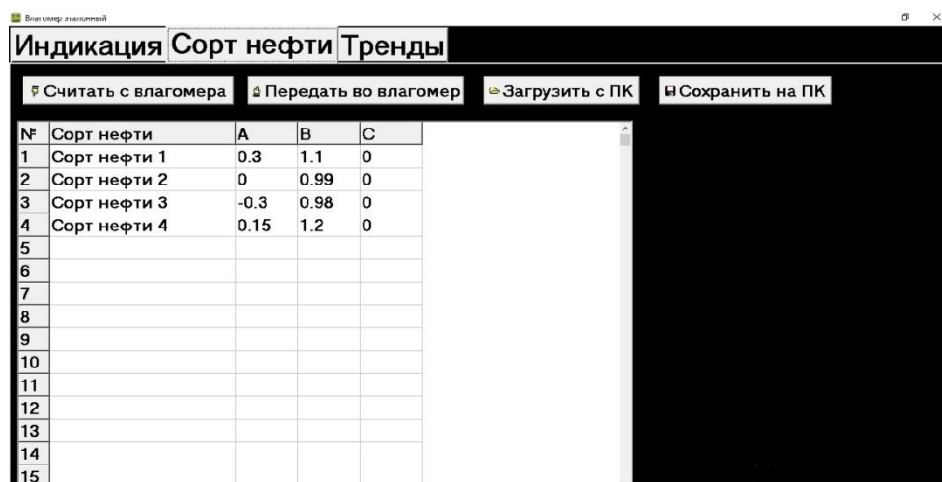 Влагомер эталонный
Индикация Сорт нефти Тренды
Считать с влагомера Передать во влагомер Загрузить с ПК Сохранить на ПК
№ Сорт нефти A B C
1 Сорт нефти 1 0.3 1.1 0
2 Сорт нефти 2 0 0.99 0
3 Сорт нефти 3 -0.3 0.98 0
4 Сорт нефти 4 0.15 1.2 0
5
6
7
8
9
10
11
12
13
14
15